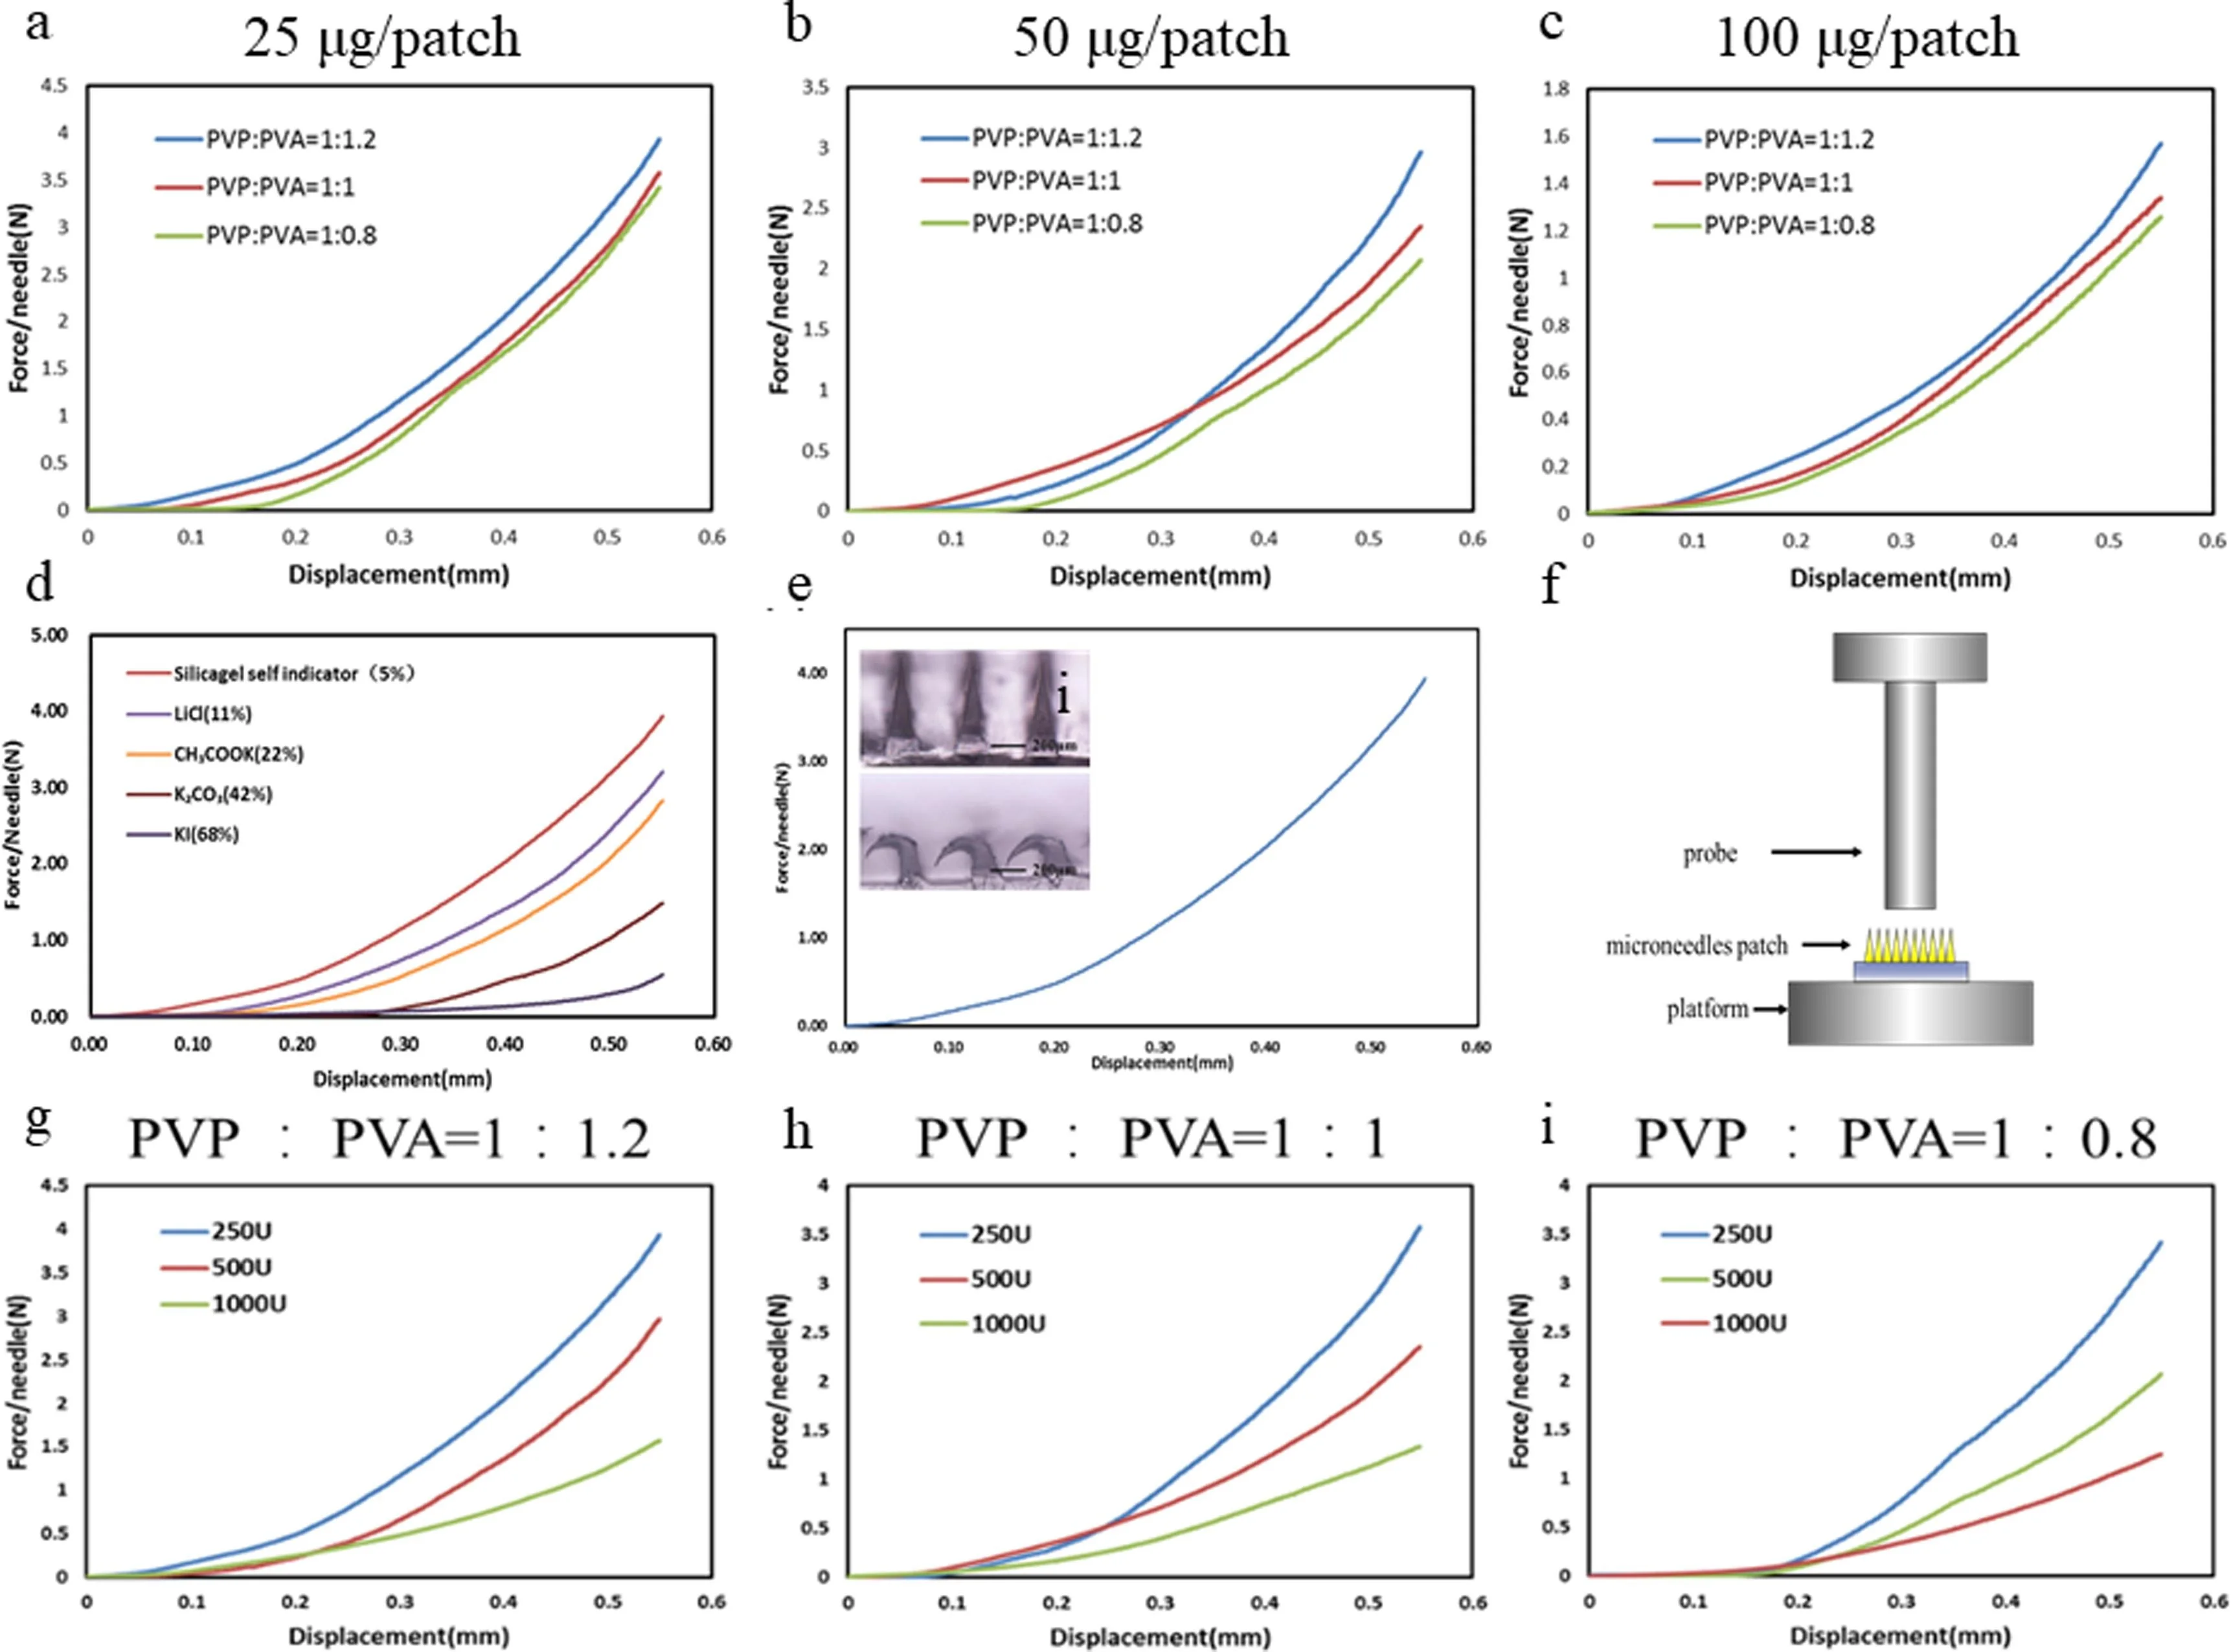 a
25 μg/patch
4.5
4
3.5
3
2.5
2
1.5
1
0.5
0
PVP:PVA=1:1.2
PVP:PVA=1:1
PVP:PVA=1:0.8
Force/needle(N)
0 0.1 0.2 0.3 0.4 0.5 0.6
Displacement(mm)
b
50 μg/patch
3.5
3
2.5
2
1.5
1
0.5
0
PVP:PVA=1:1.2
PVP:PVA=1:1
PVP:PVA=1:0.8
Force/needle(N)
0 0.1 0.2 0.3 0.4 0.5 0.6
Displacement(mm)
c
100 μg/patch
1.8
1.6
1.4
1.2
1
0.8
0.6
0.4
0.2
0
PVP:PVA=1:1.2
PVP:PVA=1:1
PVP:PVA=1:0.8
Force/needle(N)
0 0.1 0.2 0.3 0.4 0.5 0.6
Displacement(mm)
d
5.00
4.00
3.00
2.00
1.00
0.00
Silicagel self indicator（5%）
LiCl(11%)
CH₃COOK(22%)
K₂CO₃(42%)
KI(68%)
Force/Needle(N)
0.00 0.10 0.20 0.30 0.40 0.50 0.60
Displacement(mm)
e
4.00
3.00
2.00
1.00
0.00
i
200μm
200μm
Force/needle(N)
0.00 0.10 0.20 0.30 0.40 0.50 0.60
Displacement(mm)
f
probe
microneedles patch
platform
g
PVP : PVA=1 : 1.2
4.5
4
3.5
3
2.5
2
1.5
1
0.5
0
250U
500U
1000U
Force/needle(N)
0 0.1 0.2 0.3 0.4 0.5 0.6
Displacement(mm)
h
PVP : PVA=1 : 1
4
3.5
3
2.5
2
1.5
1
0.5
0
250U
500U
1000U
Force/needle(N)
0 0.1 0.2 0.3 0.4 0.5 0.6
Displacement(mm)
i
PVP : PVA=1 : 0.8
4
3.5
3
2.5
2
1.5
1
0.5
0
250U
500U
1000U
Force/needle(N)
0 0.1 0.2 0.3 0.4 0.5 0.6
Displacement(mm)